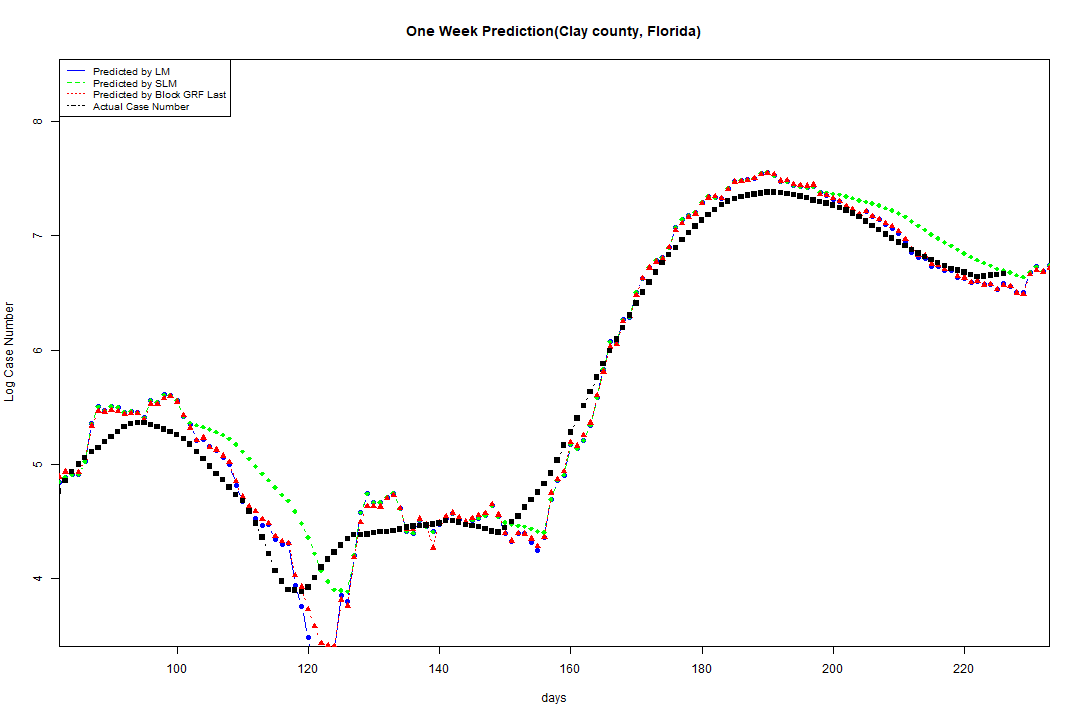 One Week Prediction(Clay county, Florida)
Predicted by LM
Predicted by SLM
Predicted by Block GRF Last
Actual Case Number
8
7
6
5
4
Log Case Number
100 120 140 160 180 200 220
days